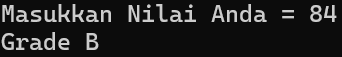 Masukkan Nilai Anda = 84
Grade B